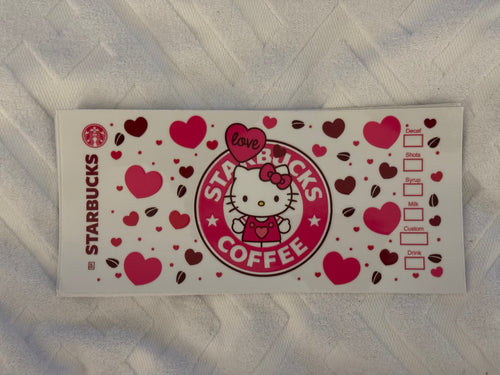 STARBUCKS
love
STARBUCKS
COFFEE
Decaf
Shots
Syrup
Milk
Custom
Drink